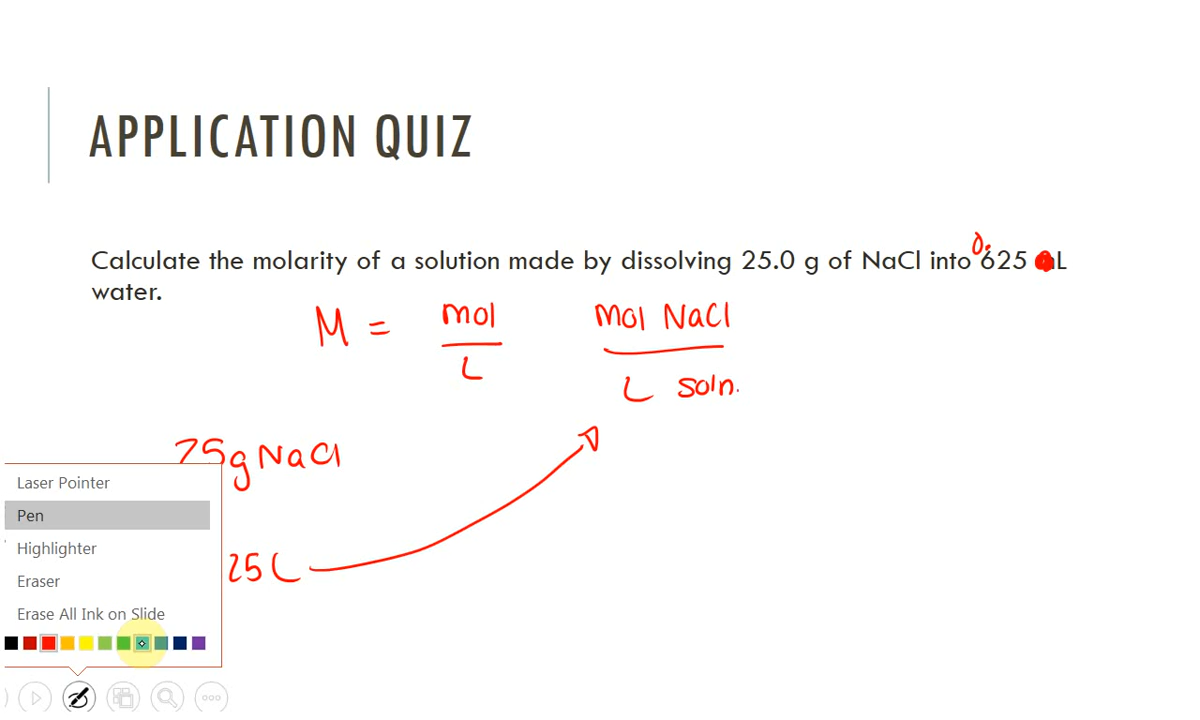 APPLICATION QUIZ
0.
Calculate the molarity of a solution made by dissolving 25.0 g of NaCl into 625 L
water.
M = mol / L
mol NaCl / L soln.
25g NaCl
Laser Pointer
Pen
Highlighter
25 L
Eraser
Erase All Ink on Slide